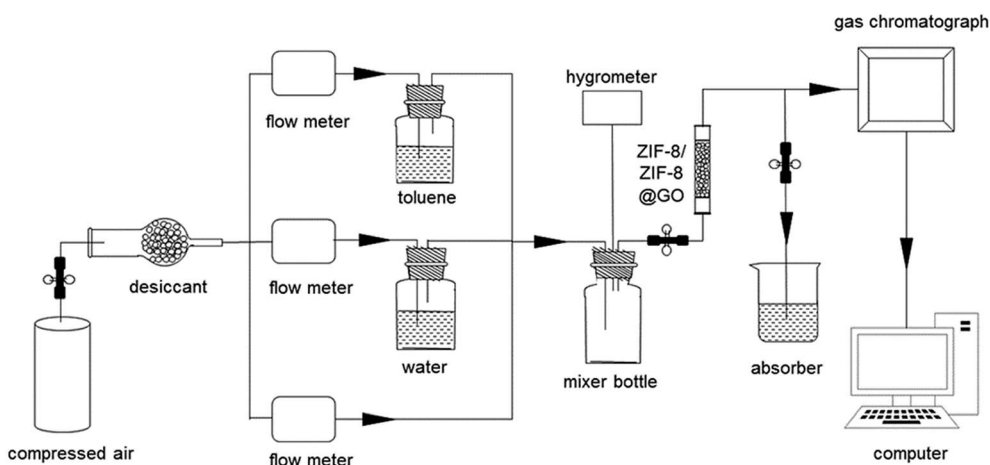 gas chromatograph
hygrometer
flow meter
toluene
ZIF-8/
ZIF-8
@GO
desiccant
flow meter
water
mixer bottle
absorber
compressed air
flow meter
computer